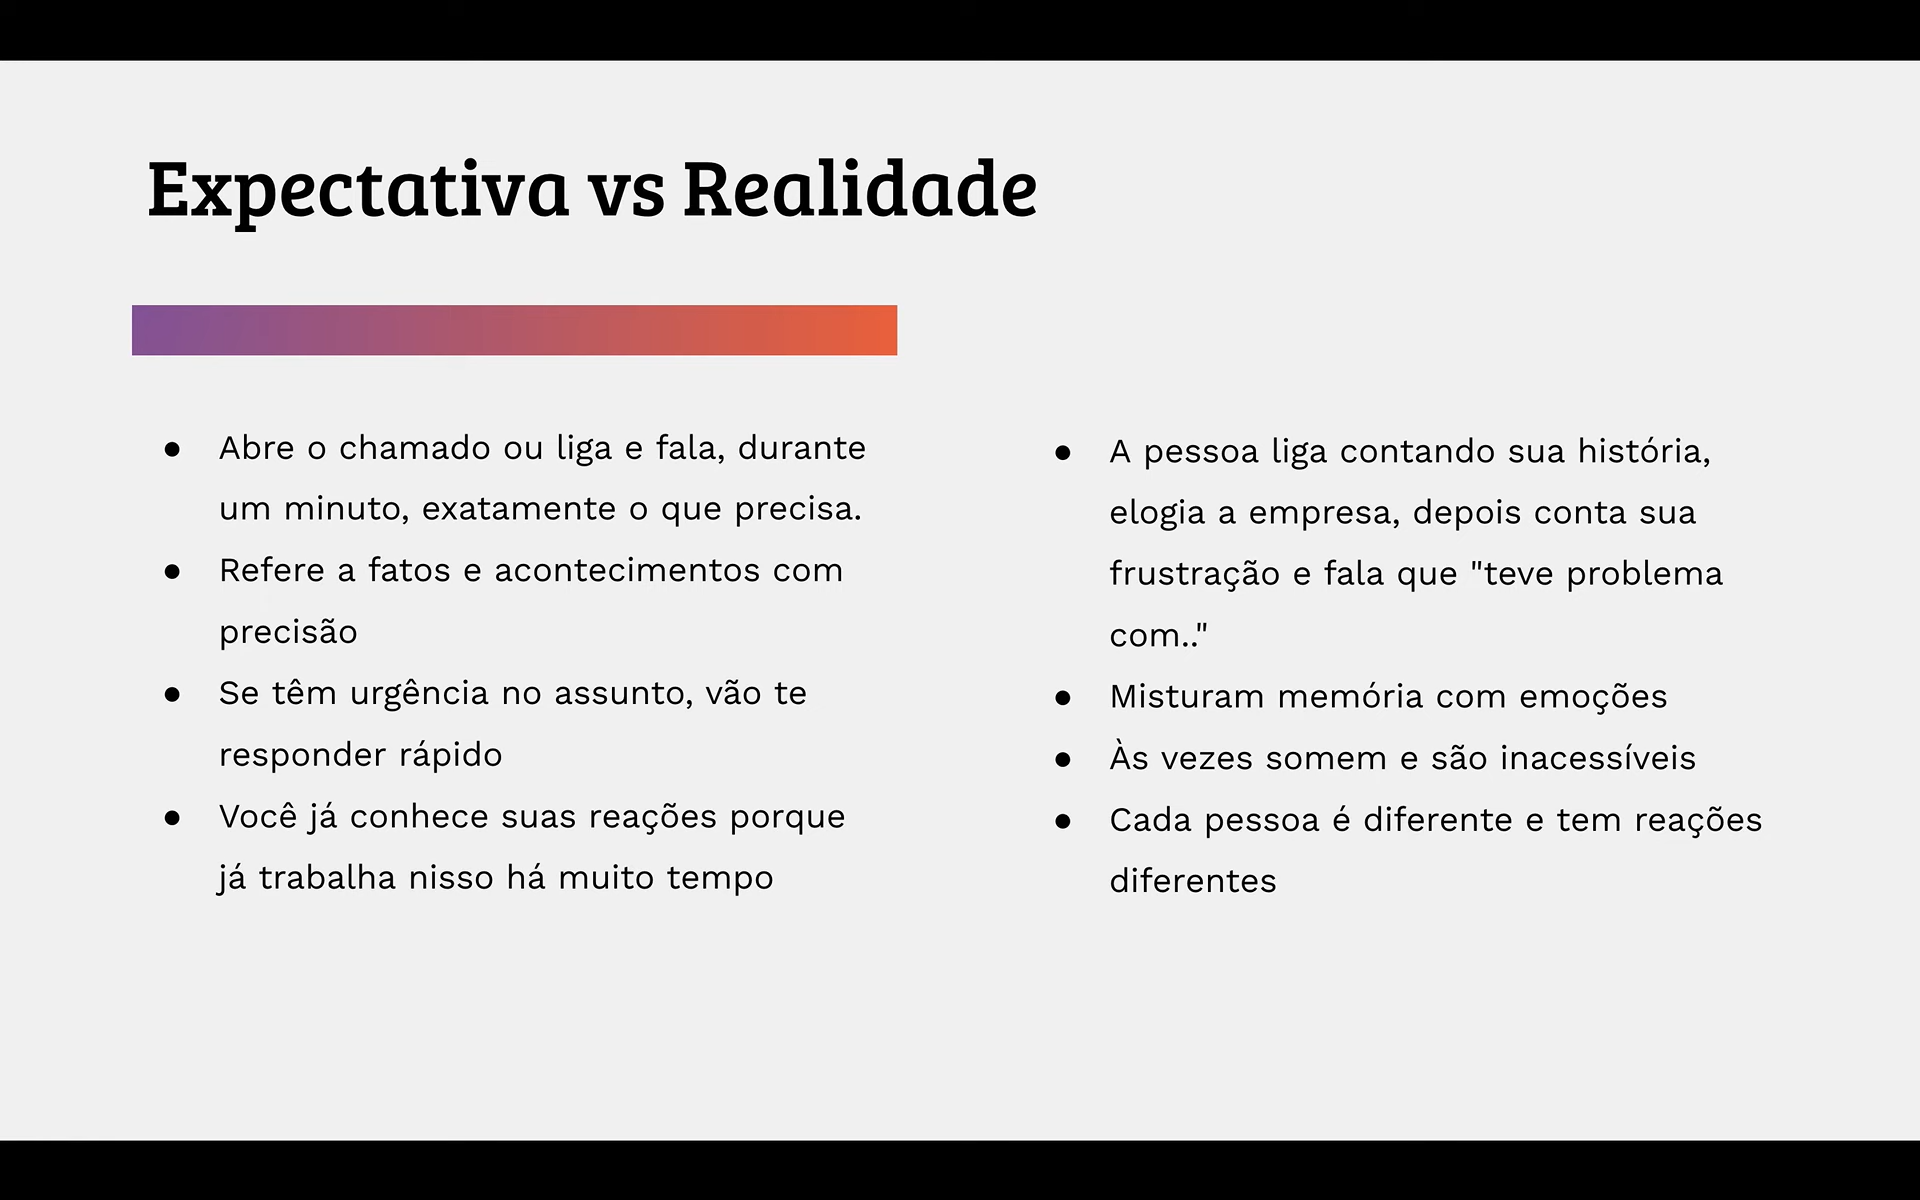 Expectativa vs Realidade
● Abre o chamado ou liga e fala, durante
um minuto, exatamente o que precisa.
● Refere a fatos e acontecimentos com
precisão
● Se têm urgência no assunto, vão te
responder rápido
● Você já conhece suas reações porque
já trabalha nisso há muito tempo
● A pessoa liga contando sua história,
elogia a empresa, depois conta sua
frustração e fala que "teve problema
com.."
● Misturam memória com emoções
● Às vezes somem e são inacessíveis
● Cada pessoa é diferente e tem reações
diferentes